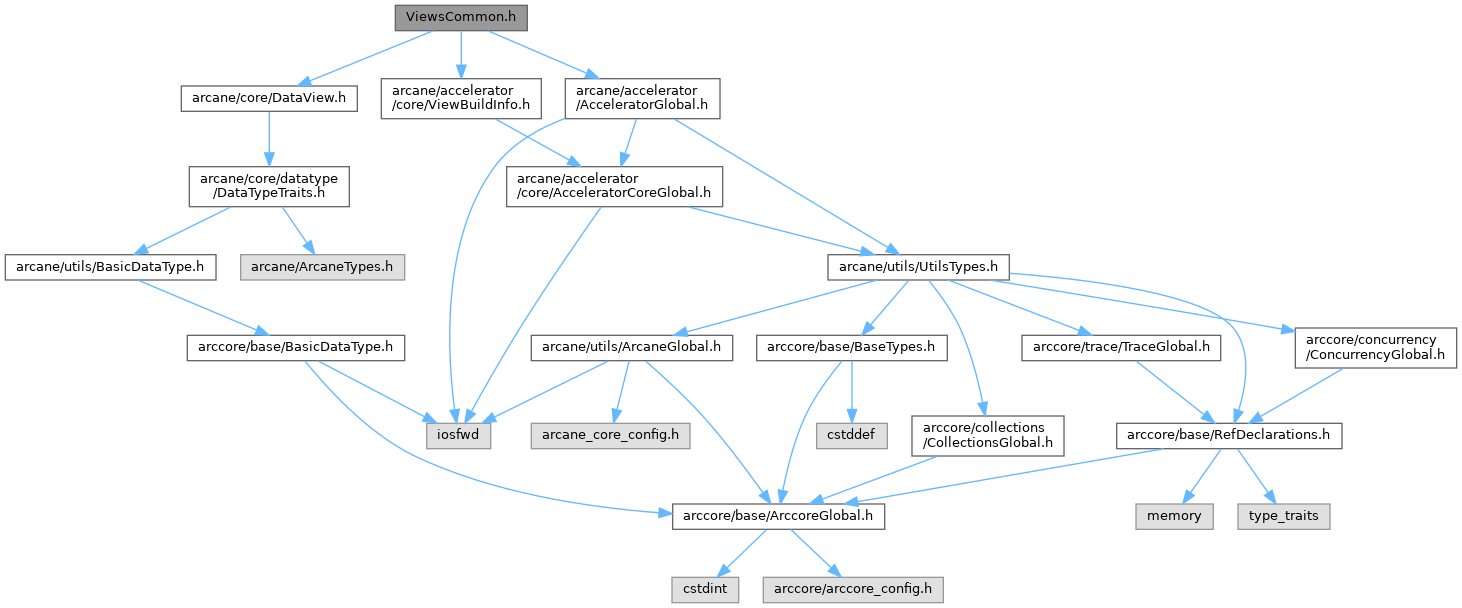 ViewsCommon.h
arcane/core/DataView.h
arcane/accelerator
/core/ViewBuildInfo.h
arcane/accelerator
/AcceleratorGlobal.h
arcane/core/datatype
/DataTypeTraits.h
arcane/accelerator
/core/AcceleratorCoreGlobal.h
arcane/utils/BasicDataType.h
arcane/ArcaneTypes.h
arcane/utils/UtilsTypes.h
arccore/base/BasicDataType.h
arcane/utils/ArcaneGlobal.h
arccore/base/BaseTypes.h
arccore/trace/TraceGlobal.h
arccore/concurrency
/ConcurrencyGlobal.h
iosfwd
arcane_core_config.h
cstddef
arccore/collections
/CollectionsGlobal.h
arccore/base/RefDeclarations.h
arccore/base/ArccoreGlobal.h
memory
type_traits
cstdint
arccore/arccore_config.h